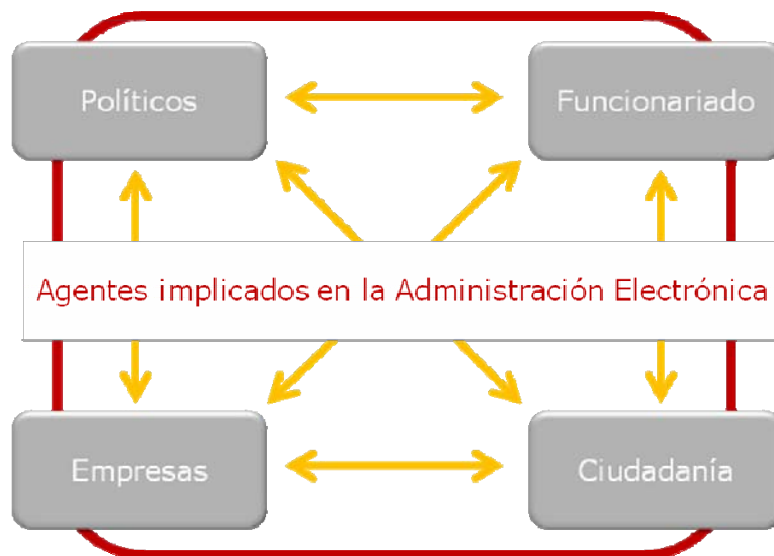 Políticos
Funcionariado
Agentes implicados en la Administración Electrónica
Empresas
Ciudadanía